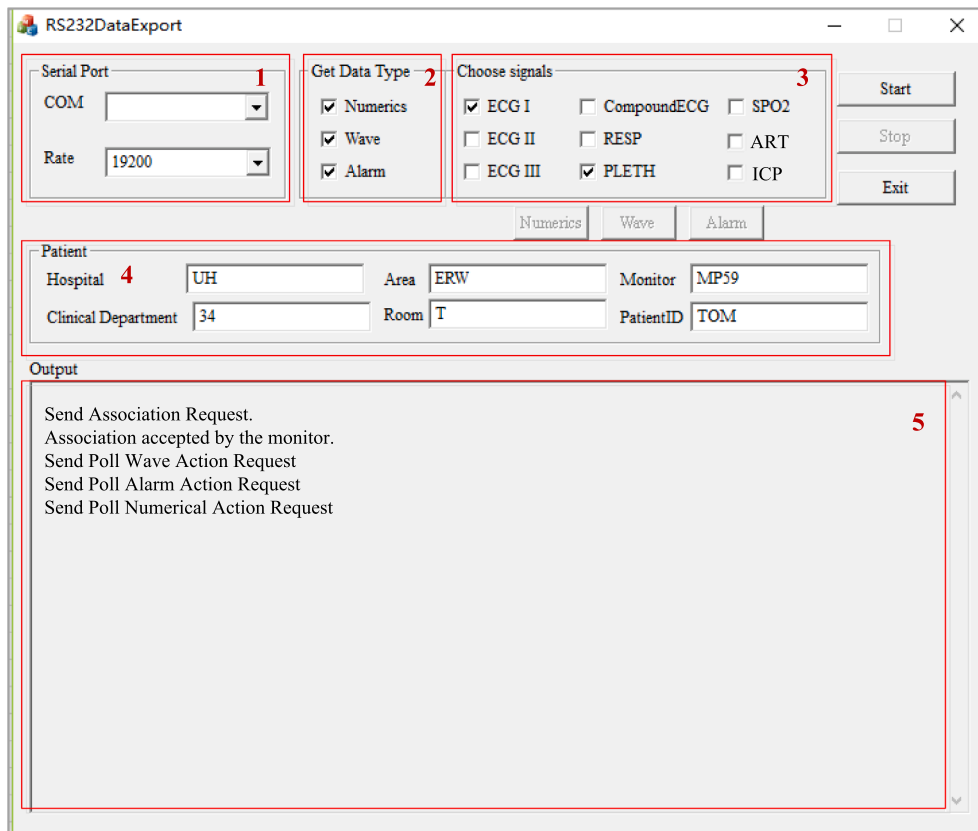 RS232DataExport
Serial Port 1
COM
Rate 19200
Get Data Type 2
Numerics
Wave
Alarm
Choose signals 3
ECG I CompoundECG SPO2
ECG II RESP ART
ECG III PLETH ICP
Start
Stop
Exit
Numerics Wave Alarm
Patient
Hospital 4 UH Area ERW Monitor MP59
Clinical Department 34 Room T PatientID TOM
Output
5
Send Association Request.
Association accepted by the monitor.
Send Poll Wave Action Request
Send Poll Alarm Action Request
Send Poll Numerical Action Request